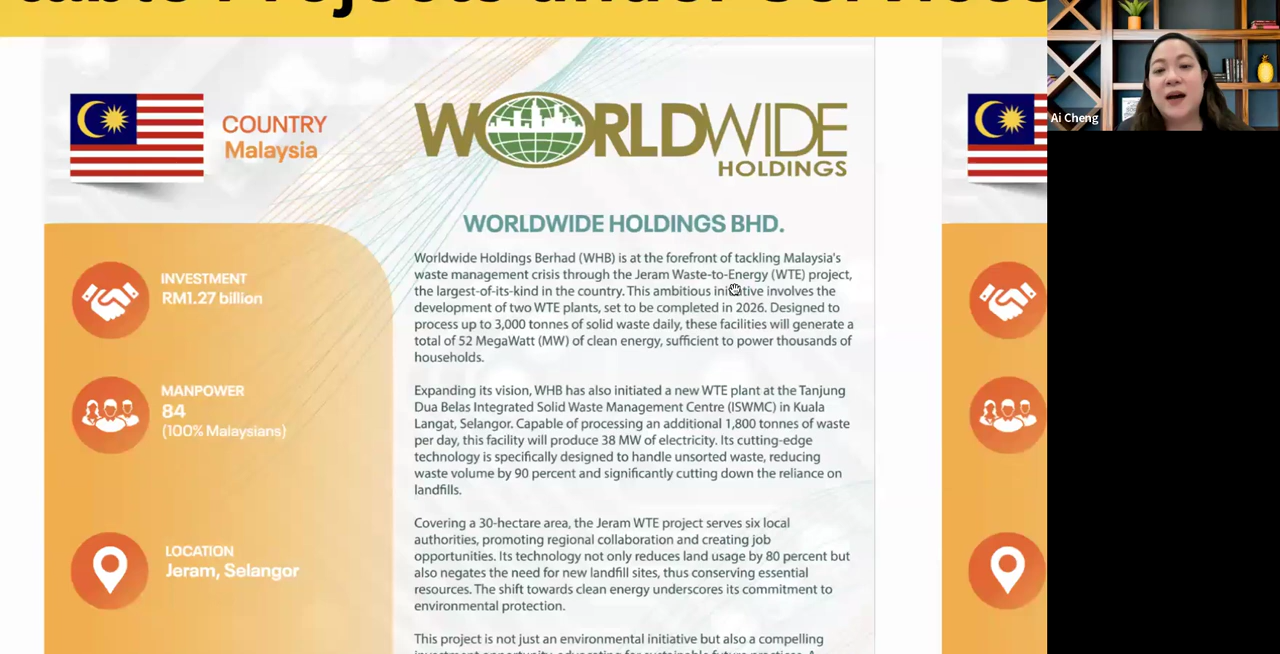 COUNTRY
Malaysia
WORLDWIDE
HOLDINGS
Ai Cheng
WORLDWIDE HOLDINGS BHD.
INVESTMENT
RM1.27 billion
MANPOWER
84
(100% Malaysians)
LOCATION
Jeram, Selangor
Worldwide Holdings Berhad (WHB) is at the forefront of tackling Malaysia's
waste management crisis through the Jeram Waste-to-Energy (WTE) project,
the largest-of-its-kind in the country. This ambitious initiative involves the
development of two WTE plants, set to be completed in 2026. Designed to
process up to 3,000 tonnes of solid waste daily, these facilities will generate a
total of 52 MegaWatt (MW) of clean energy, sufficient to power thousands of
households.
Expanding its vision, WHB has also initiated a new WTE plant at the Tanjung
Dua Belas Integrated Solid Waste Management Centre (ISWMC) in Kuala
Langat, Selangor. Capable of processing an additional 1,800 tonnes of waste
per day, this facility will produce 38 MW of electricity. Its cutting-edge
technology is specifically designed to handle unsorted waste, reducing
waste volume by 90 percent and significantly cutting down the reliance on
landfills.
Covering a 30-hectare area, the Jeram WTE project serves six local
authorities, promoting regional collaboration and creating job
opportunities. Its technology not only reduces land usage by 80 percent but
also negates the need for new landfill sites, thus conserving essential
resources. The shift towards clean energy underscores its commitment to
environmental protection.
This project is not just an environmental initiative but also a compelling